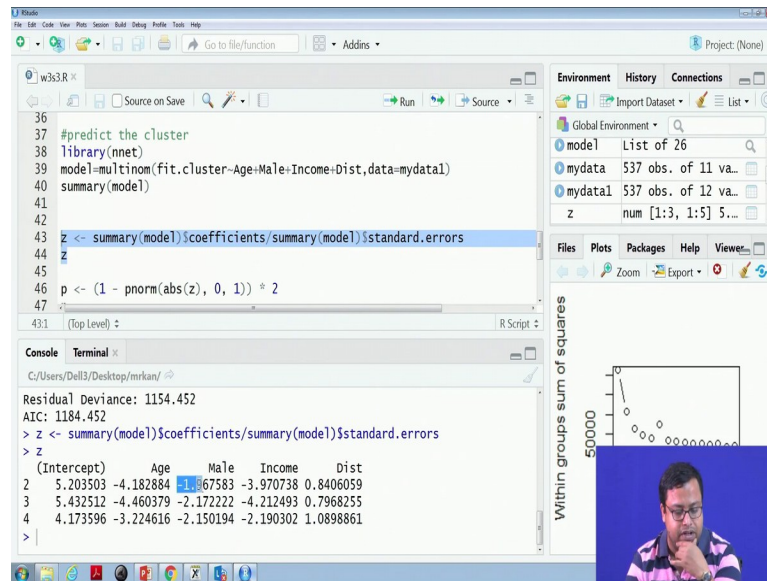 RStudio
File Edit Code View Plots Session Build Debug Profile Tools Help
Go to file/function
Addins
Project: (None)
w3s3.R
Source on Save
Run
Source
36
37 #predict the cluster
38 library(nnet)
39 model=multinom(fit.cluster~Age+Male+Income+Dist,data=mydata1)
40 summary(model)
41
42
43 z <- summary(model)$coefficients/summary(model)$standard.errors
44 z
45
46 p <- (1 - pnorm(abs(z), 0, 1)) * 2
47
43:1 (Top Level) R Script
Console Terminal
C:/Users/Dell3/Desktop/mrkan/
Residual Deviance: 1154.452
AIC: 1184.452
> z <- summary(model)$coefficients/summary(model)$standard.errors
> z
(Intercept) Age Male Income Dist
2 5.203503 -4.182884 -1.967583 -3.970738 0.8406059
3 5.432512 -4.460379 -2.172222 -4.212493 0.7968255
4 4.173596 -3.224616 -2.150194 -2.190302 1.0898861
>
Environment History Connections
Import Dataset List
Global Environment
model List of 26
mydata 537 obs. of 11 va…
mydata1 537 obs. of 12 va…
z num [1:3, 1:5] 5.…
Files Plots Packages Help Viewer
Zoom Export
Within groups sum of squares
50000